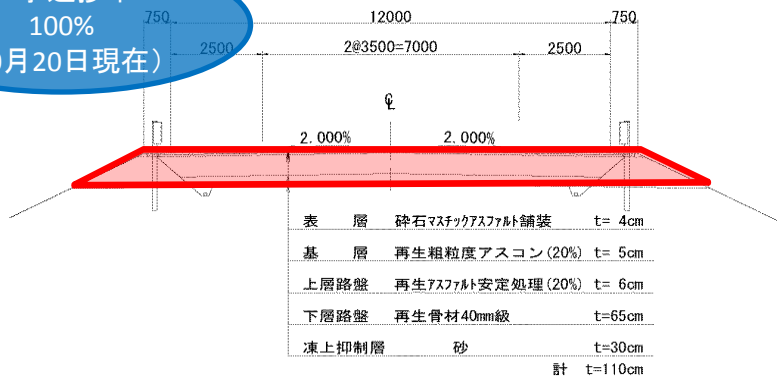 100%
月20日現在）
750
12000
750
2500
2@3500=7000
2500
℄
2.000%
2.000%
表　層　砕石マスチックアスファルト舗装　t= 4cm
基　層　再生粗粒度アスコン(20%)　t= 5cm
上層路盤　再生アスファルト安定処理(20%)　t= 6cm
下層路盤　再生骨材40mm級　t=65cm
凍上抑制層　砂　t=30cm
計　t=110cm